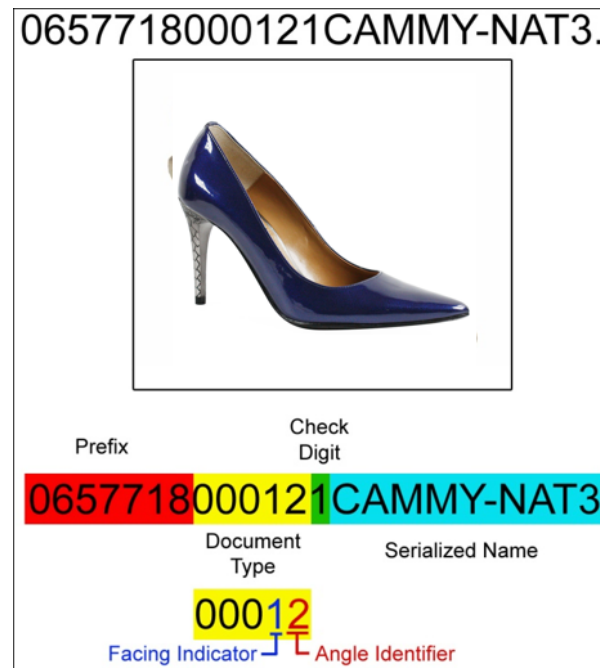 0657718000121CAMMY-NAT3.
Check
Prefix
Digit
0657718000121CAMMY-NAT3
Document
Type
Serialized Name
00012
Facing Indicator
Angle Identifier